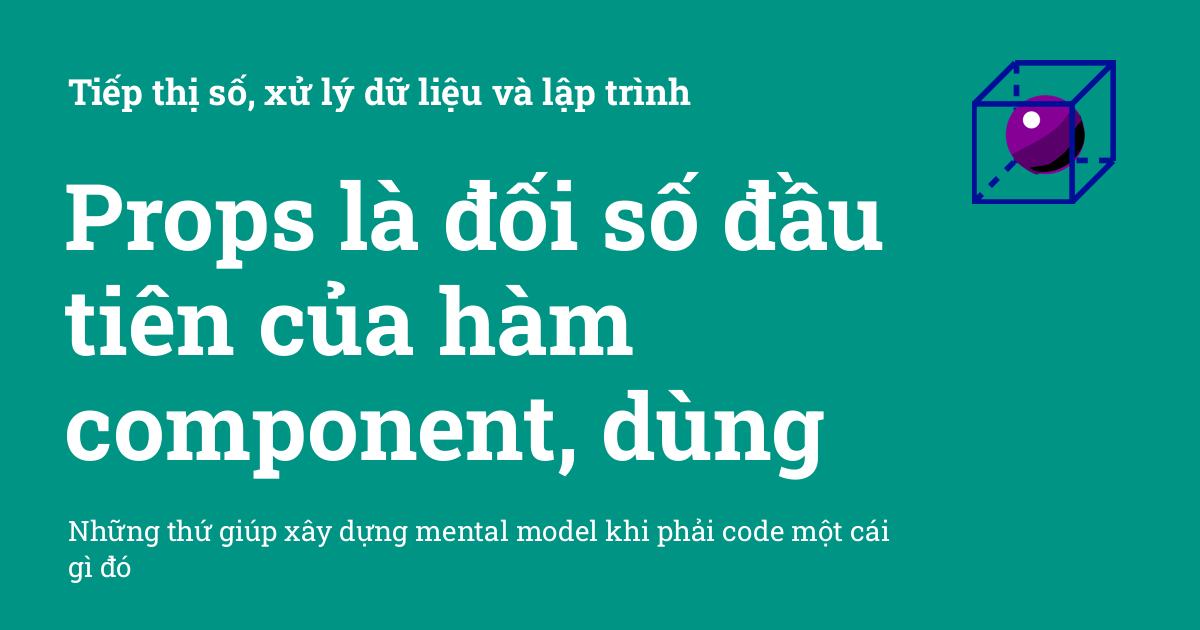 Tiếp thị số, xử lý dữ liệu và lập trình
Props là đối số đầu
tiên của hàm
component, dùng
Những thứ giúp xây dựng mental model khi phải code một cái
gì đó